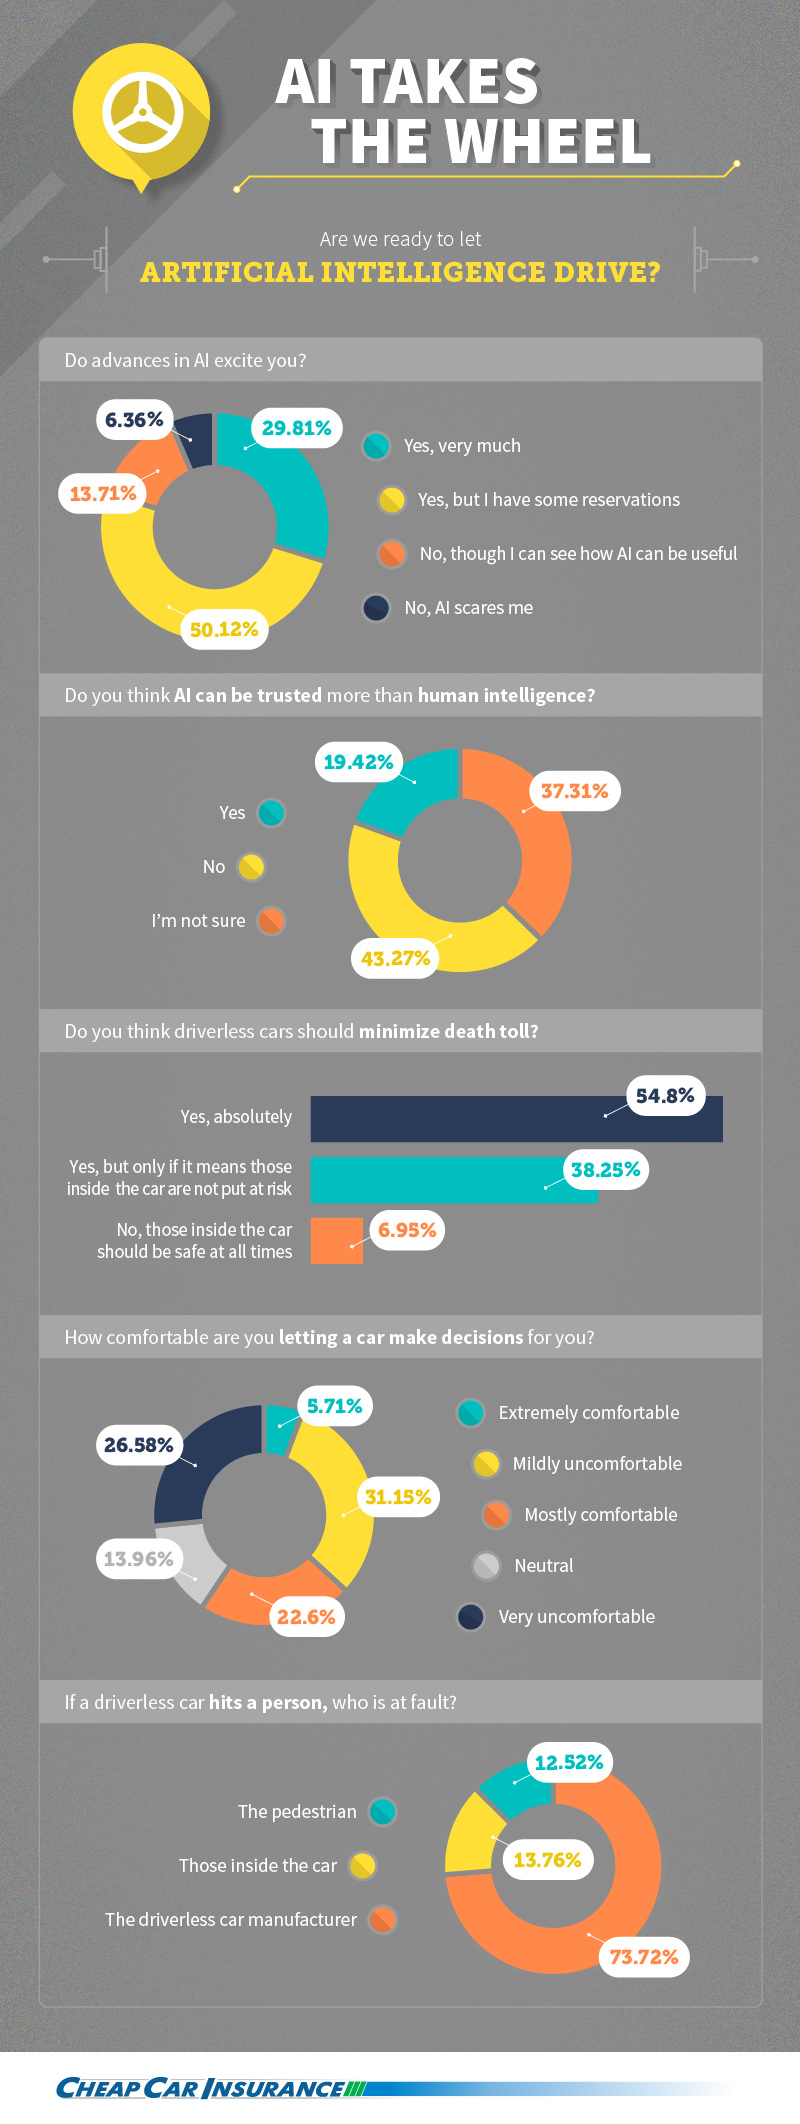 AI TAKES
THE WHEEL
Are we ready to let
ARTIFICIAL INTELLIGENCE DRIVE?
Do advances in AI excite you?
6.36%
29.81%
13.71%
50.12%
Yes, very much
Yes, but I have some reservations
No, though I can see how AI can be useful
No, AI scares me
Do you think AI can be trusted more than human intelligence?
Yes
No
I'm not sure
19.42%
37.31%
43.27%
Do you think driverless cars should minimize death toll?
Yes, absolutely
54.8%
Yes, but only if it means those
inside the car are not put at risk
38.25%
No, those inside the car
should be safe at all times
6.95%
How comfortable are you letting a car make decisions for you?
5.71%
26.58%
31.15%
13.96%
22.6%
Extremely comfortable
Mildly uncomfortable
Mostly comfortable
Neutral
Very uncomfortable
If a driverless car hits a person, who is at fault?
The pedestrian
Those inside the car
The driverless car manufacturer
12.52%
13.76%
73.72%
CHEAP CAR INSURANCE